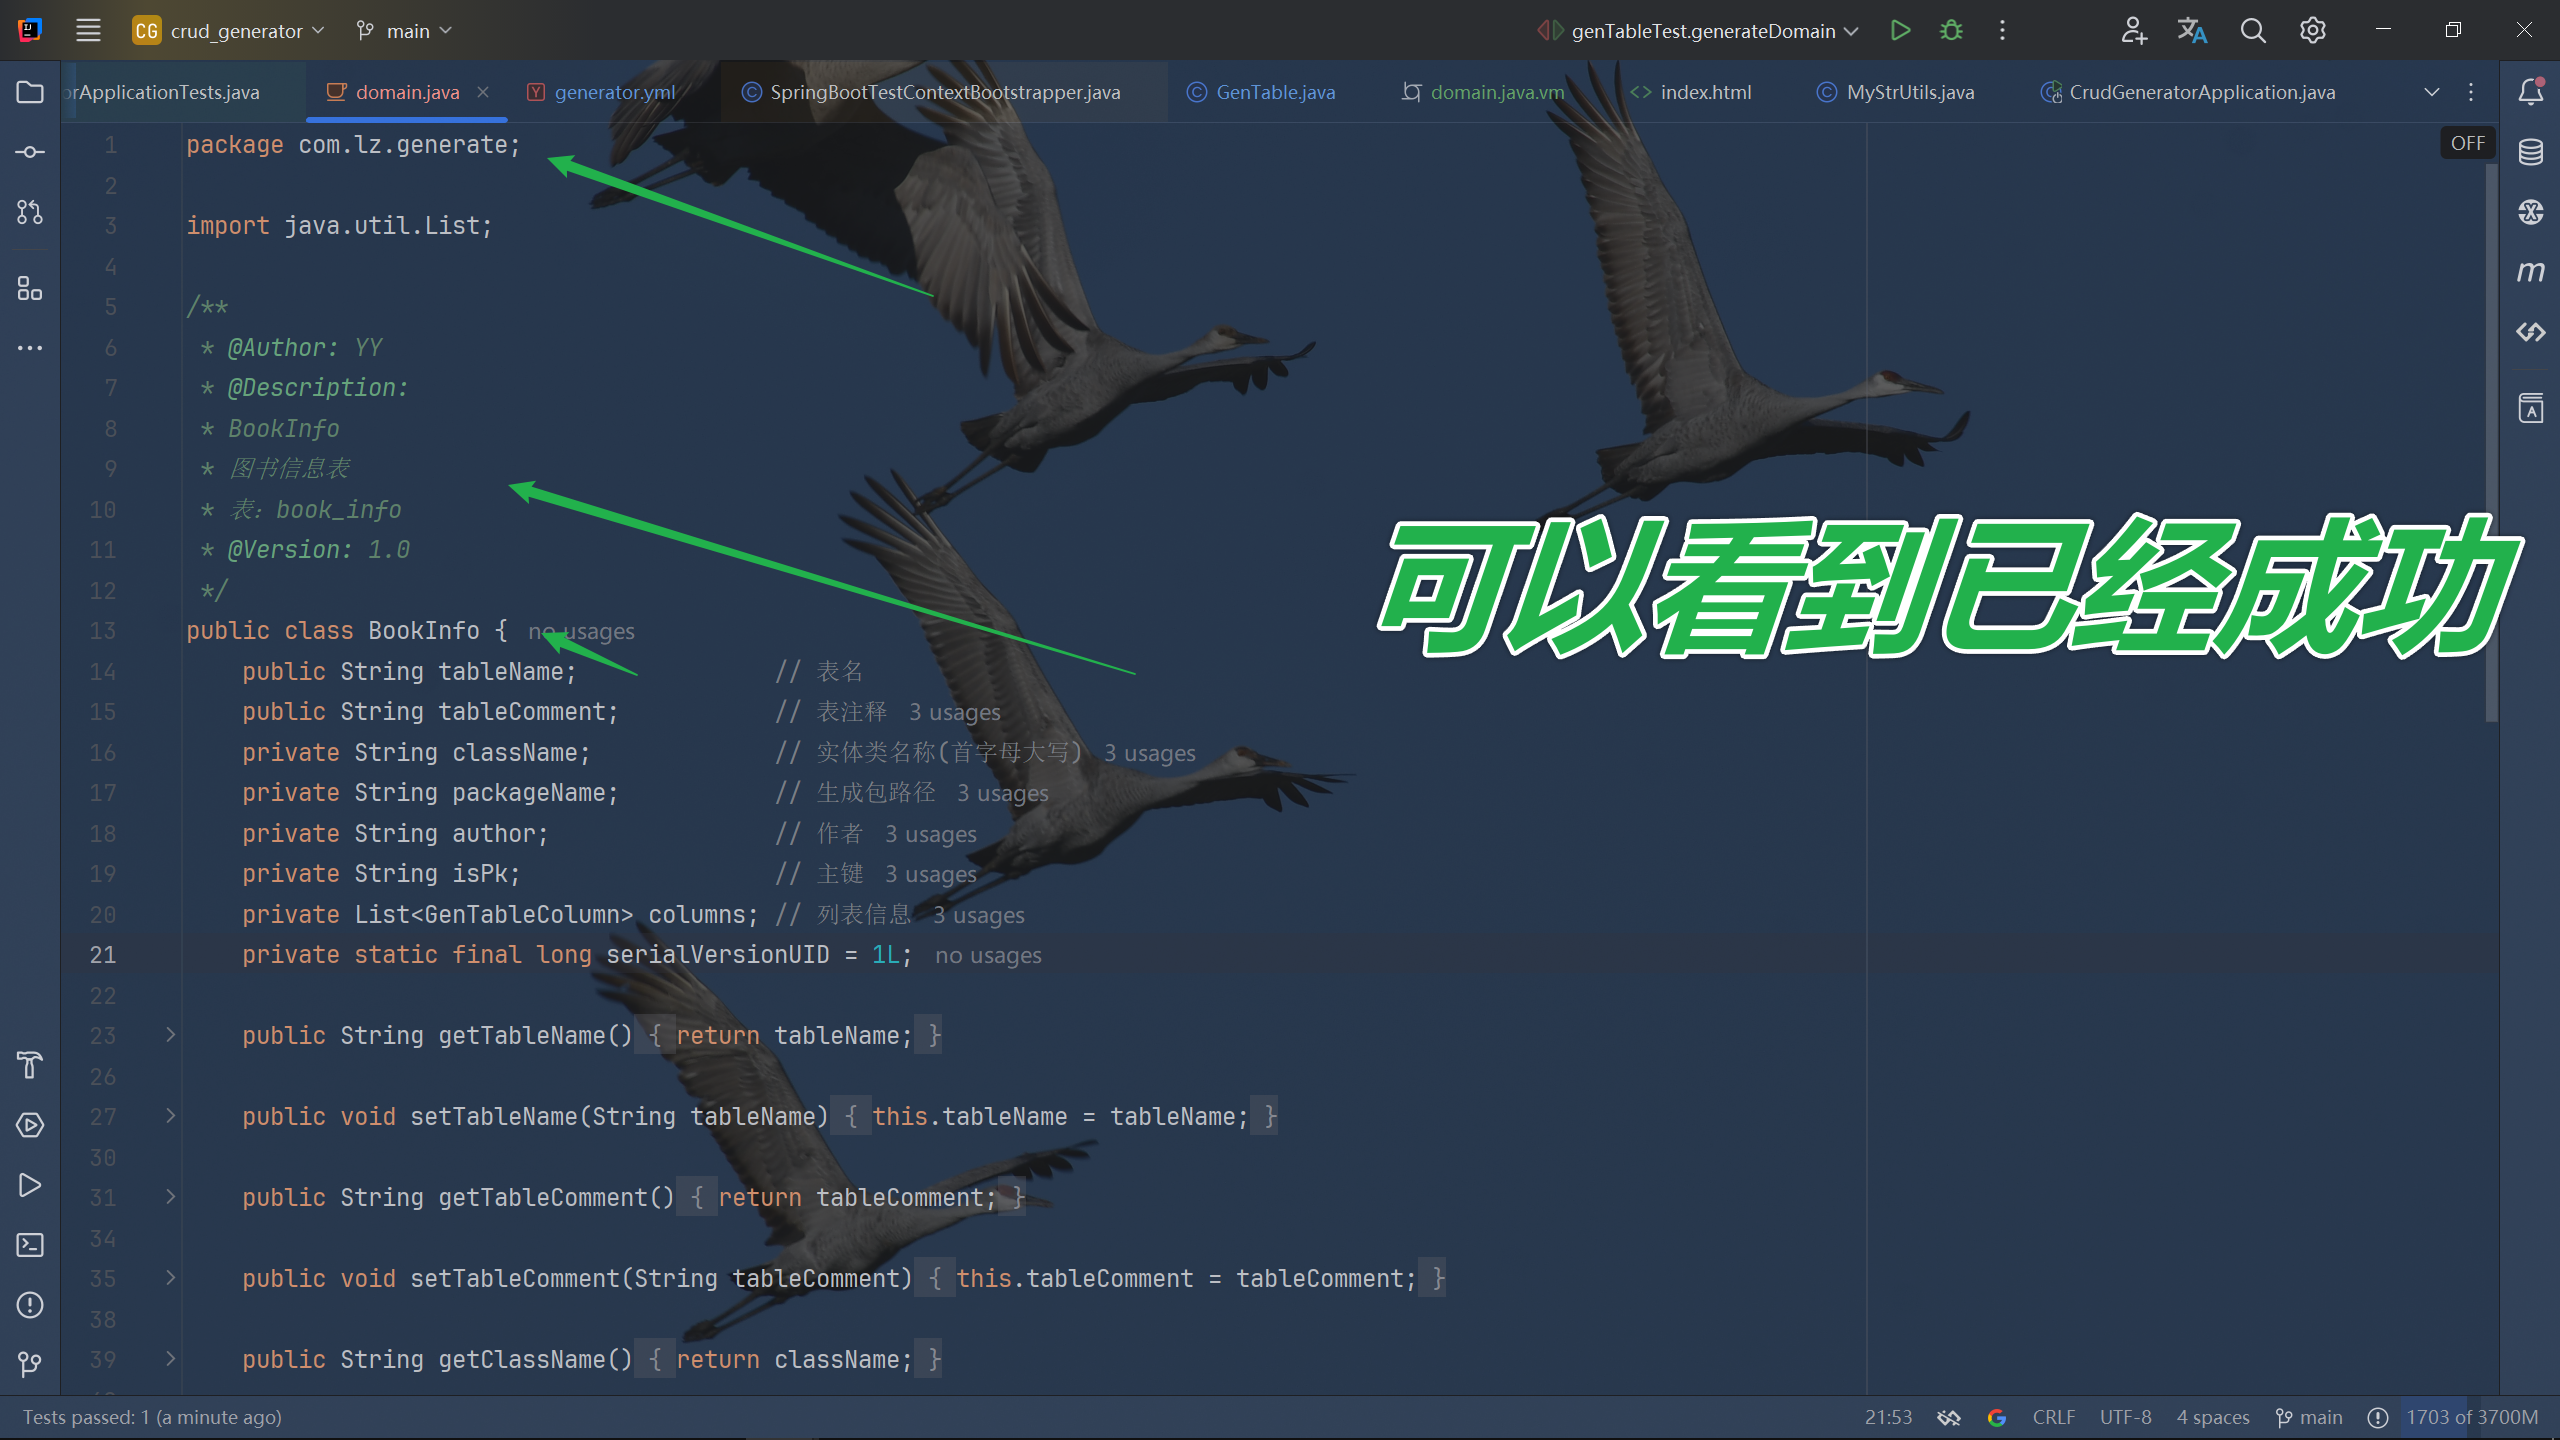 CG crud_generator main genTableTest.generateDomain
orApplicationTests.java domain.java generator.yml SpringBootTestContextBootstrapper.java GenTable.java domain.java.vm index.html MyStrUtils.java CrudGeneratorApplication.java
OFF
1 package com.lz.generate;
2
3 import java.util.List;
4
5 /**
6 * @Author: YY
7 * @Description:
8 * BookInfo
9 * 图书信息表
10 * 表：book_info
11 * @Version: 1.0
12 */
可以看到已经成功
13 public class BookInfo { no usages
14 public String tableName; // 表名
15 public String tableComment; // 表注释 3 usages
16 private String className; // 实体类名称(首字母大写) 3 usages
17 private String packageName; // 生成包路径 3 usages
18 private String author; // 作者 3 usages
19 private String isPk; // 主键 3 usages
20 private List<GenTableColumn> columns; // 列表信息 3 usages
21 private static final long serialVersionUID = 1L; no usages
22
23 public String getTableName() { return tableName; }
26
27 public void setTableName(String tableName) { this.tableName = tableName; }
30
31 public String getTableComment() { return tableComment; }
34
35 public void setTableComment(String tableComment) { this.tableComment = tableComment; }
38
39 public String getClassName() { return className; }
Tests passed: 1 (a minute ago) 21:53 CRLF UTF-8 4 spaces main 1703 of 3700M